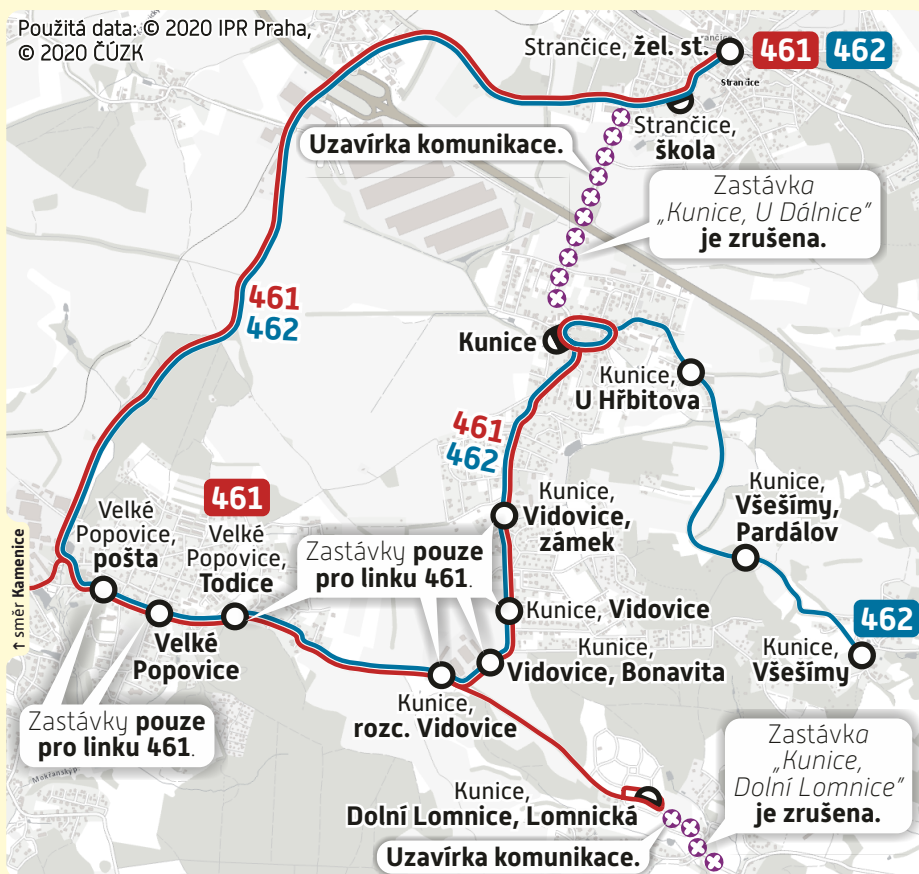 Použitá data: © 2020 IPR Praha,
© 2020 ČÚZK
Strančice, žel. st.
461 462
Strančice
Strančice,
škola
Uzavírka komunikace.
Zastávka
„Kunice, U Dálnice”
je zrušena.
461
462
Kunice
Kunice,
U Hřbitova
461
462
Kunice,
Všešímy,
Pardálov
Velké
Popovice,
pošta
461
Velké
Popovice,
Todice
Zastávky pouze
pro linku 461.
Kunice,
Vidovice,
zámek
↑ směr Kamenice
Kunice, Vidovice
462
Velké
Popovice
Kunice,
Vidovice, Bonavita
Kunice,
Všešímy
Kunice,
rozc. Vidovice
Zastávky pouze
pro linku 461.
Zastávka
„Kunice,
Dolní Lomnice”
je zrušena.
Kunice,
Dolní Lomnice, Lomnická
Uzavírka komunikace.